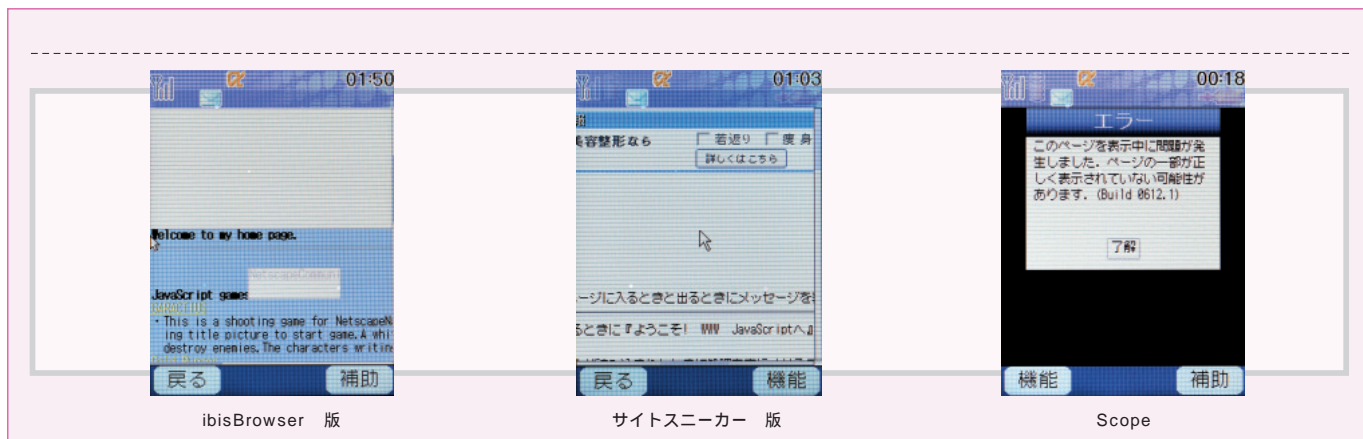 01:50
Welcome to my home page.
JavaScript games
・This is a shooting game for NetscapeN
ing title picture to start game.A whi
destroy enemies.The characters writin
戻る
補助
ibisBrowser 版
01:03
美容整形なら
若返り
痩身
詳しくはこちら
ージに入るときと出るときにメッセージを
るときに『ようこそ! WWW JavaScriptへ』
戻る
機能
サイトスニーカー 版
00:18
エラー
このページを表示中に問題が発
生しました. ページの一部が正
しく表示されていない可能性が
あります. (Build 0612.1)
了解
機能
補助
Scope